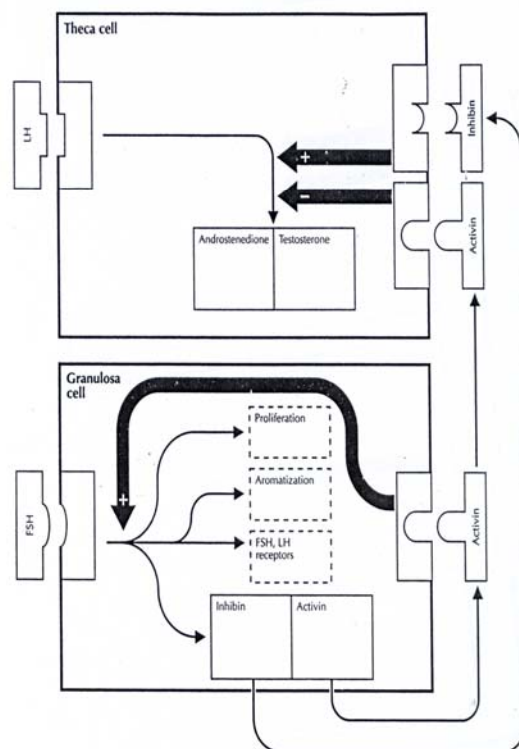 Theca cell
LH
+
−
Inhibin
Activin
Androstenedione
Testosterone
Granulosa
cell
FSH
+
Proliferation
Aromatization
FSH, LH
receptors
Activin
Inhibin
Activin